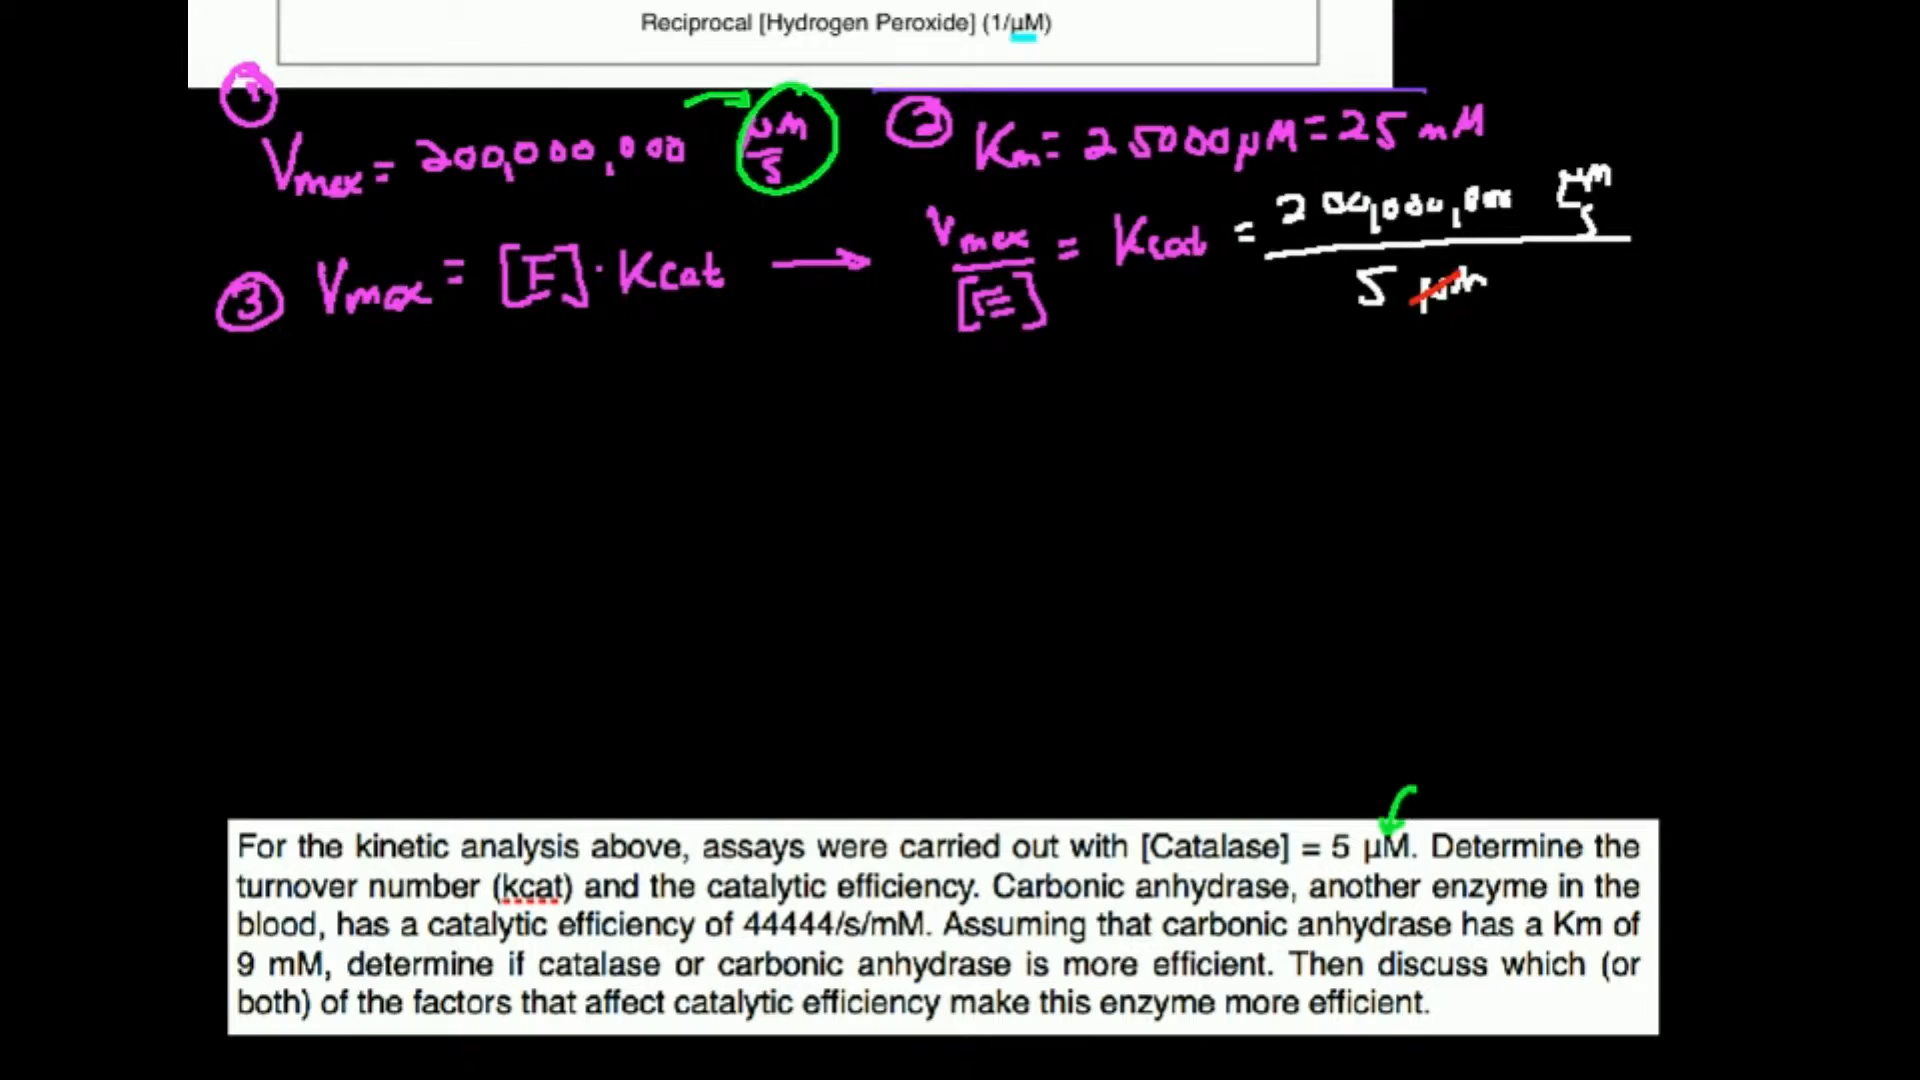 Reciprocal [Hydrogen Peroxide] (1/µM)
1
Vmax = 200,000,000 µM/s
2 Km = 25000µM = 25 mM
3 Vmax = [E] · Kcat → Vmax/[E] = Kcat = 200,000,000 µM/s / 5 µM
For the kinetic analysis above, assays were carried out with [Catalase] = 5 µM. Determine the
turnover number (kcat) and the catalytic efficiency. Carbonic anhydrase, another enzyme in the
blood, has a catalytic efficiency of 44444/s/mM. Assuming that carbonic anhydrase has a Km of
9 mM, determine if catalase or carbonic anhydrase is more efficient. Then discuss which (or
both) of the factors that affect catalytic efficiency make this enzyme more efficient.